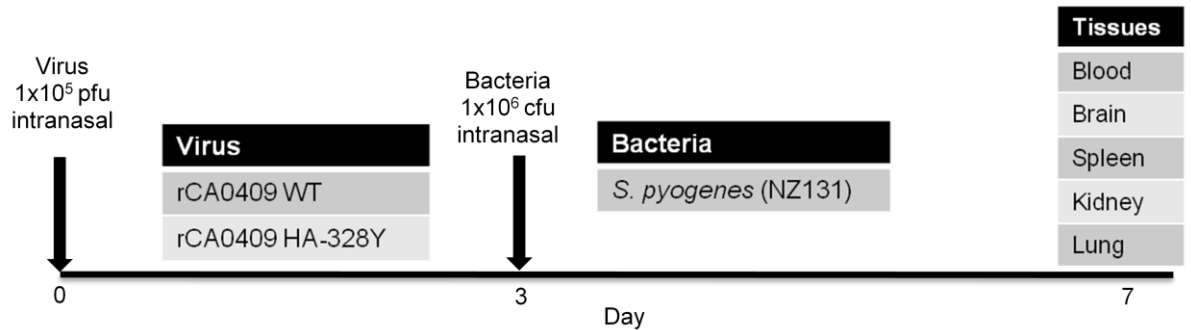 Virus
1x10⁵ pfu
intranasal
Virus
rCA0409 WT
rCA0409 HA-328Y
Bacteria
1x10⁶ cfu
intranasal
Bacteria
S. pyogenes (NZ131)
Tissues
Blood
Brain
Spleen
Kidney
Lung
0
3
7
Day